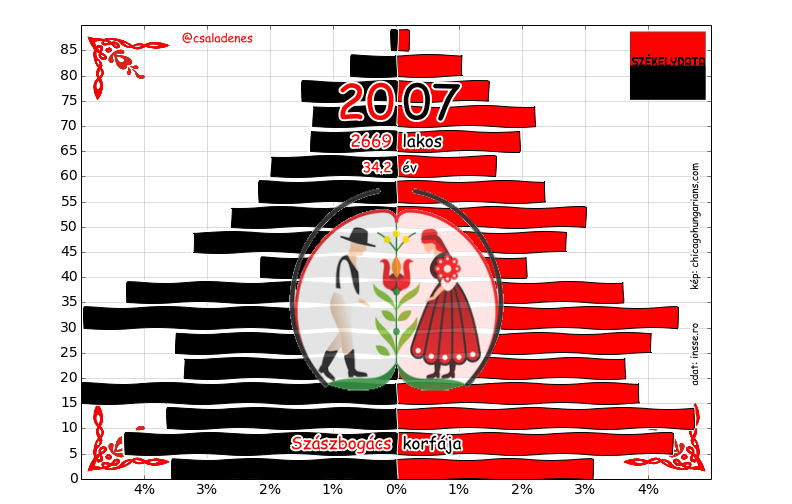 @csaladenes
SZÉKELYDATA
2007
2669 lakos
34,2 év
kép: chicagohungarians.com
adat: insse.ro
Szászbogács korfája
85
80
75
70
65
60
55
50
45
40
35
30
25
20
15
10
5
0
4% 3% 2% 1% 0% 1% 2% 3% 4%